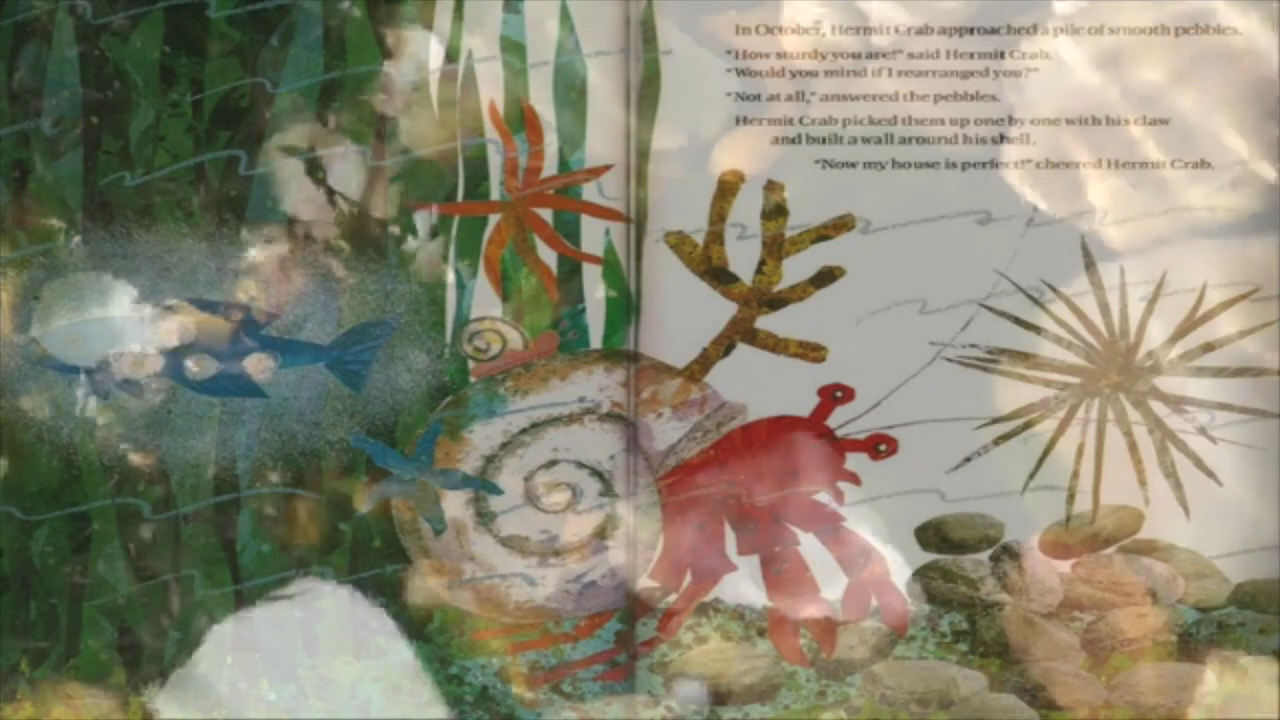 In October, Hermit Crab approached a pile of smooth pebbles.
"How sturdy you are!" said Hermit Crab.
"Would you mind if I rearranged you?"
"Not at all," answered the pebbles.
Hermit Crab picked them up one by one with his claw
and built a wall around his shell.
"Now my house is perfect!" cheered Hermit Crab.